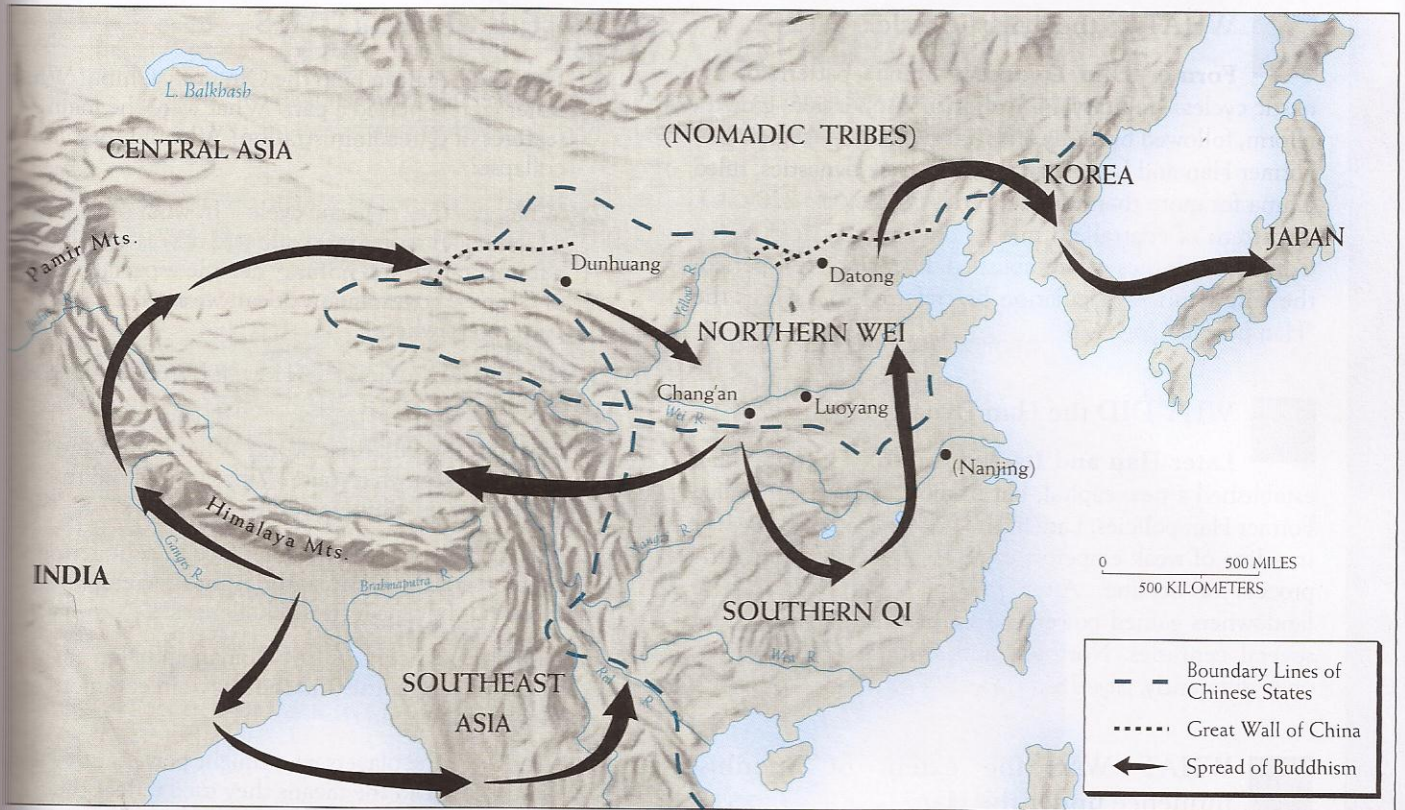 L. Balkhash
CENTRAL ASIA
(NOMADIC TRIBES)
KOREA
JAPAN
Pamir Mts.
Dunhuang
Datong
Yellow R.
NORTHERN WEI
Chang'an
Wei R.
Luoyang
(Nanjing)
Himalaya Mts.
Ganges R.
INDIA
Brahmaputra R.
Yangzi R.
0 500 MILES
500 KILOMETERS
SOUTHERN QI
West R.
Red R.
SOUTHEAST
ASIA
Boundary Lines of
Chinese States
Great Wall of China
Spread of Buddhism